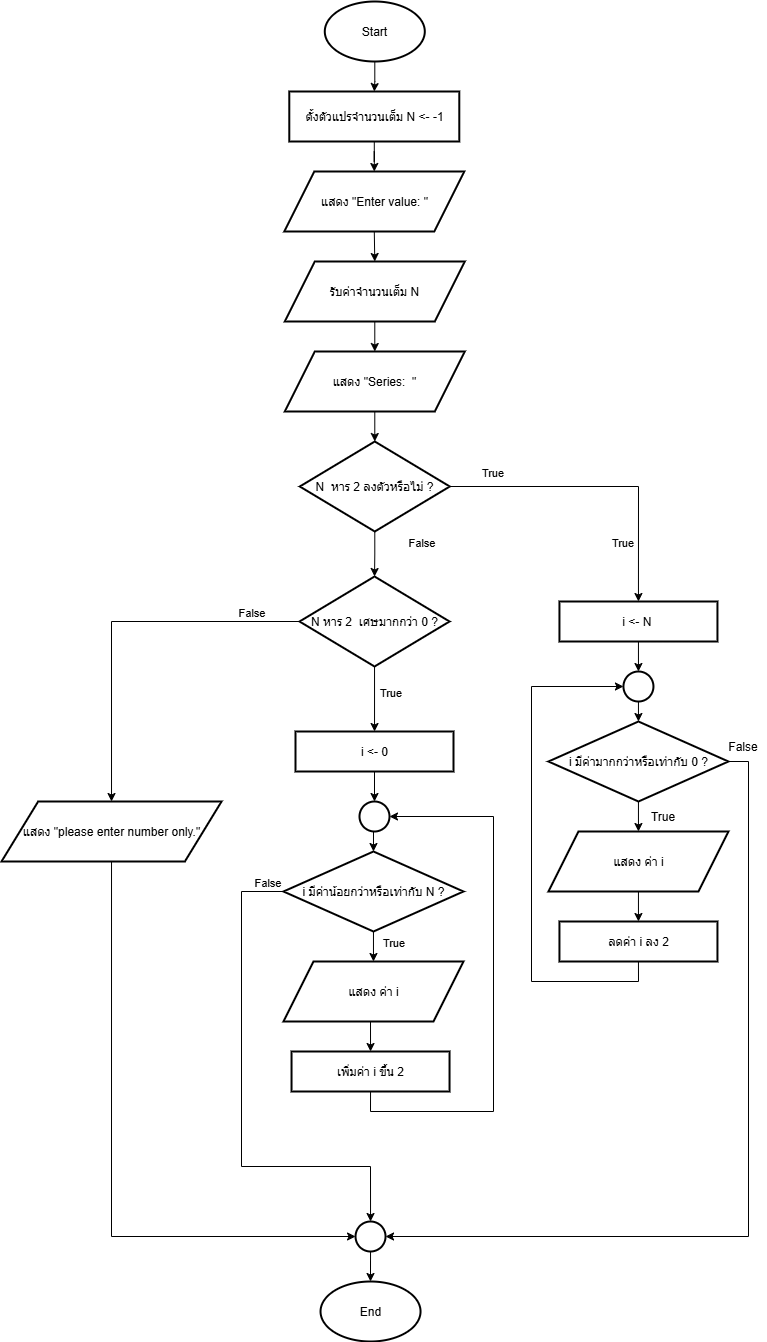 Start
ตั้งตัวแปรจำนวนเต็ม N <- -1
แสดง "Enter value: "
รับค่าจำนวนเต็ม N
แสดง "Series:  "
N  หาร 2 ลงตัวหรือไม่ ?
True
False
True
N หาร 2  เศษมากกว่า 0 ?
False
i <- N
True
i <- 0
i มีค่ามากกว่าหรือเท่ากับ 0 ?
False
True
แสดง "please enter number only."
แสดง ค่า i
i มีค่าน้อยกว่าหรือเท่ากับ N ?
False
True
ลดค่า i ลง 2
แสดง ค่า i
เพิ่มค่า i ขึ้น 2
End